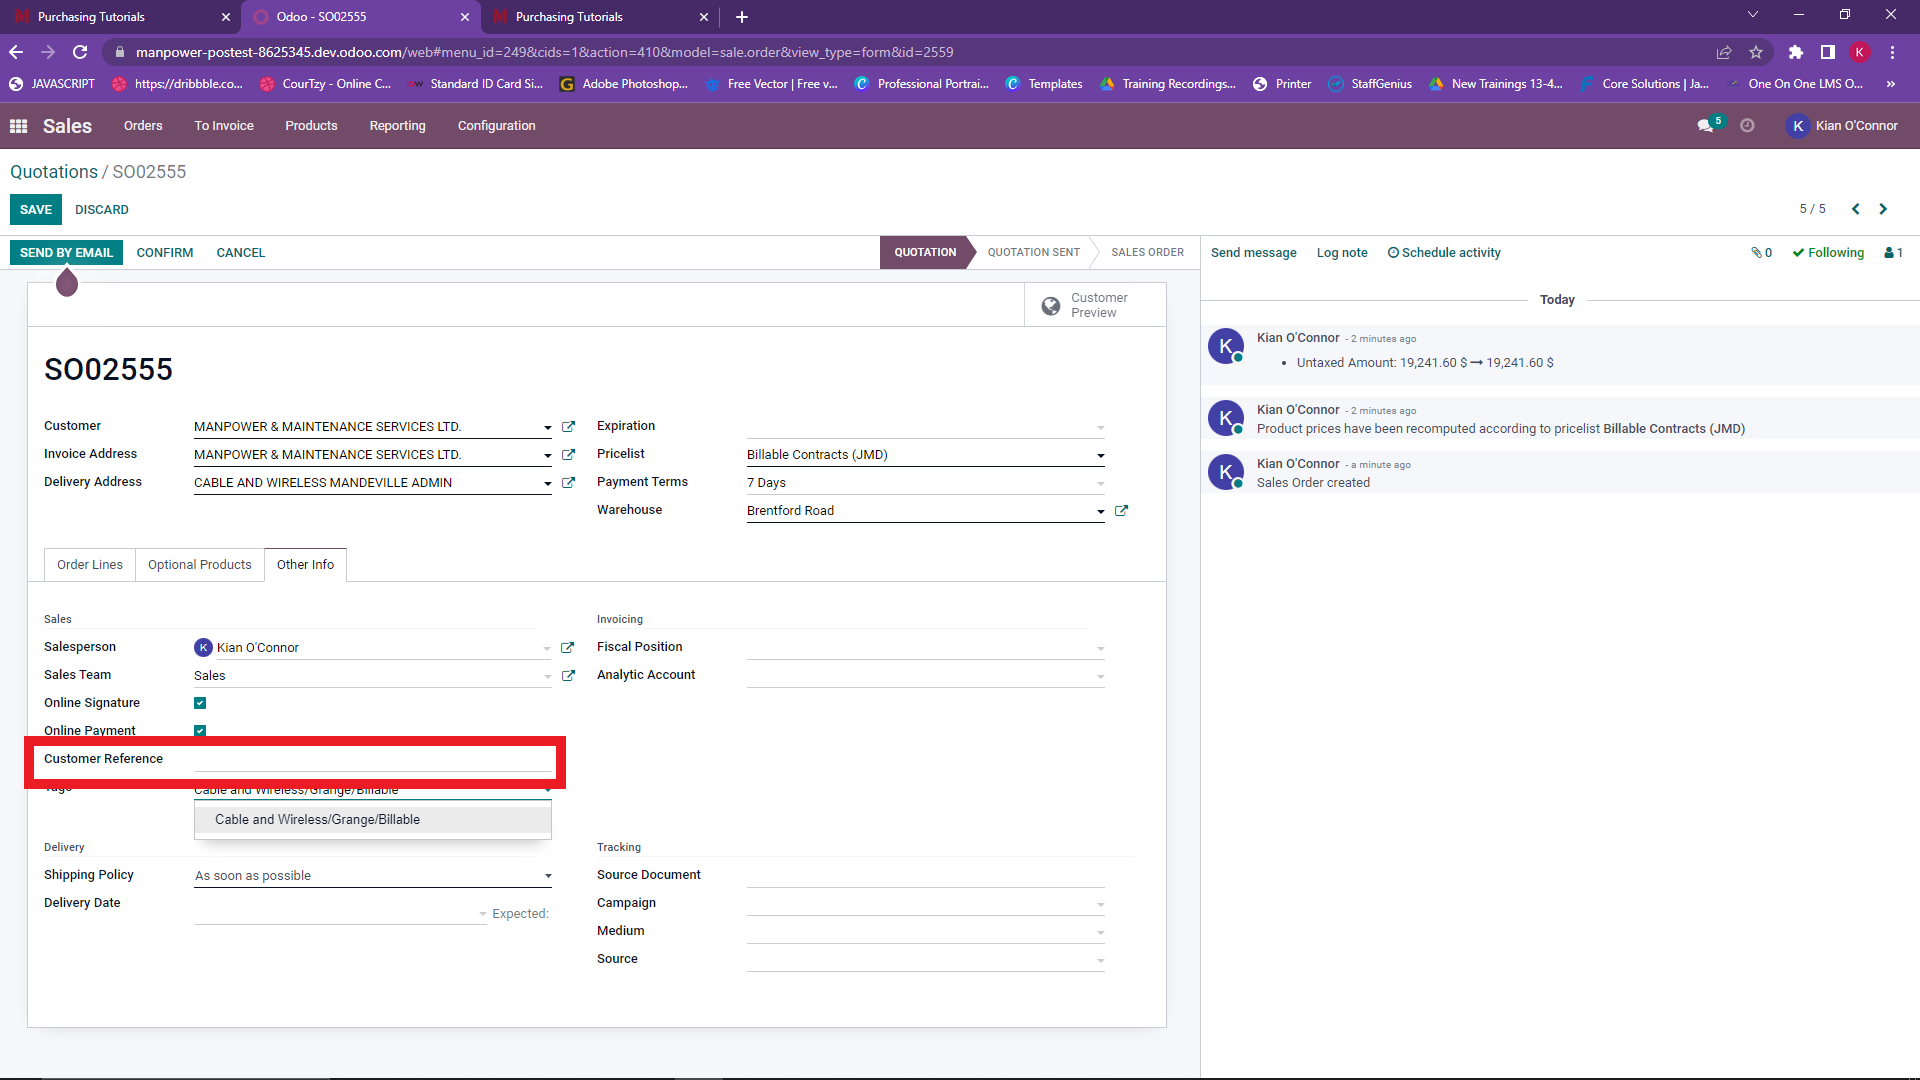 Purchasing Tutorials
Odoo - SO02555
Purchasing Tutorials
manpower-postest-8625345.dev.odoo.com/web#menu_id=249&cids=1&action=410&model=sale.order&view_type=form&id=2559
K
JAVASCRIPT
https://dribbble.co...
CourTzy - Online C...
Standard ID Card Si...
Adobe Photoshop...
Free Vector | Free v...
Professional Portrai...
Templates
Training Recordings...
Printer
StaffGenius
New Trainings 13-4...
Core Solutions | Ja...
One On One LMS O...
»
Sales
Orders
To Invoice
Products
Reporting
Configuration
5
K Kian O'Connor
Quotations / SO02555
SAVE
DISCARD
5 / 5
SEND BY EMAIL
CONFIRM
CANCEL
QUOTATION
QUOTATION SENT
SALES ORDER
Send message
Log note
Schedule activity
0
Following
1
Customer Preview
Today
SO02555
Kian O'Connor - 2 minutes ago
K
• Untaxed Amount: 19,241.60 $ → 19,241.60 $
Kian O'Connor - 2 minutes ago
K
Product prices have been recomputed according to pricelist Billable Contracts (JMD)
Kian O'Connor - a minute ago
K
Sales Order created
Customer MANPOWER & MAINTENANCE SERVICES LTD.
Invoice Address MANPOWER & MAINTENANCE SERVICES LTD.
Delivery Address CABLE AND WIRELESS MANDEVILLE ADMIN
Expiration
Pricelist Billable Contracts (JMD)
Payment Terms 7 Days
Warehouse Brentford Road
Order Lines
Optional Products
Other Info
Sales
Salesperson K Kian O'Connor
Sales Team Sales
Online Signature
Online Payment
Customer Reference
Tags Cable and Wireless/Grange/Billable
Cable and Wireless/Grange/Billable
Invoicing
Fiscal Position
Analytic Account
Delivery
Shipping Policy As soon as possible
Delivery Date Expected:
Tracking
Source Document
Campaign
Medium
Source